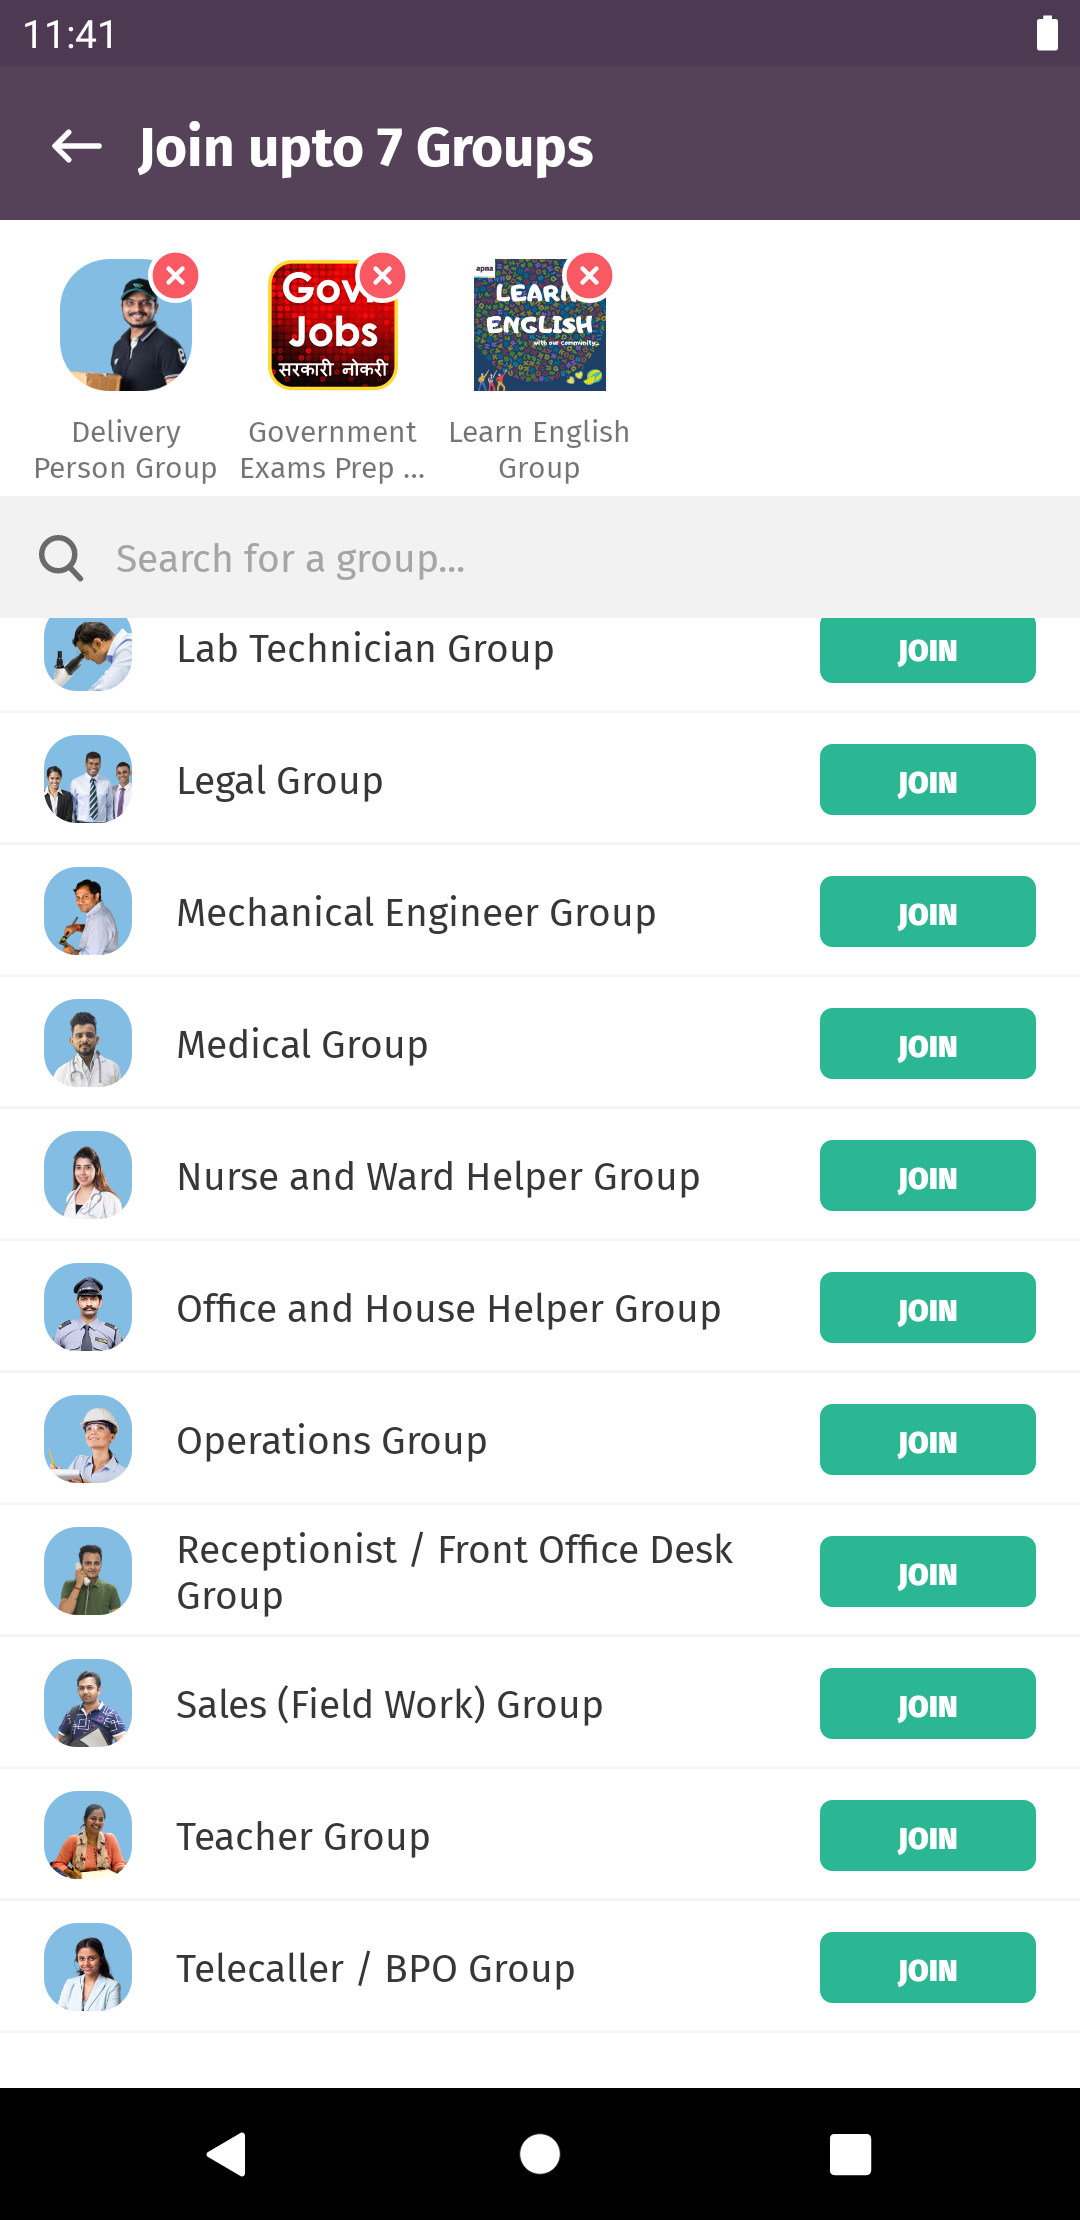 11:41
Join upto 7 Groups
Gov
Jobs
सरकारी नोकरी
apna
LEARN
ENGLISH
with our community...
Delivery
Person Group
Government
Exams Prep ...
Learn English
Group
Search for a group...
Lab Technician Group
JOIN
Legal Group
JOIN
Mechanical Engineer Group
JOIN
Medical Group
JOIN
Nurse and Ward Helper Group
JOIN
Office and House Helper Group
JOIN
Operations Group
JOIN
Receptionist / Front Office Desk
Group
JOIN
Sales (Field Work) Group
JOIN
Teacher Group
JOIN
Telecaller / BPO Group
JOIN